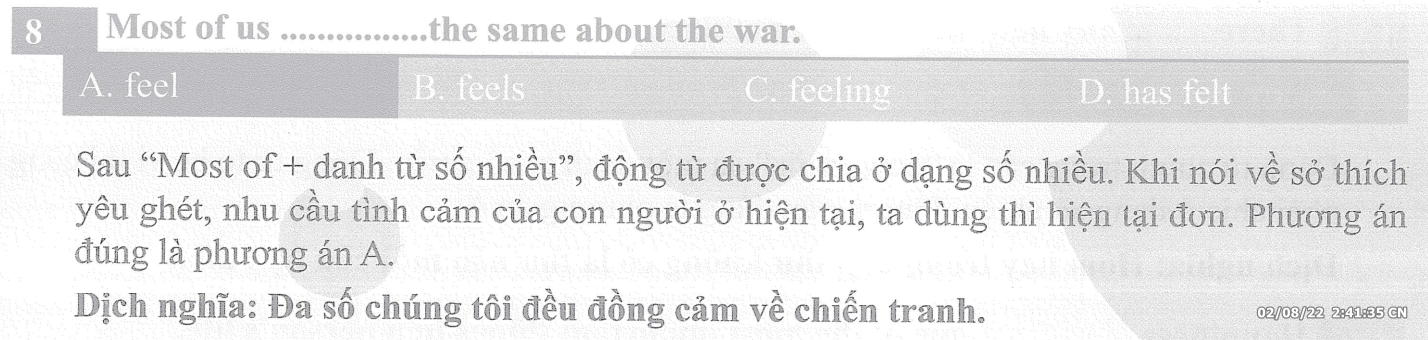 8 Most of us ................the same about the war.
A. feel B. feels C. feeling D. has felt
Sau “Most of + danh từ số nhiều”, động từ được chia ở dạng số nhiều. Khi nói về sở thích
yêu ghét, nhu cầu tình cảm của con người ở hiện tại, ta dùng thì hiện tại đơn. Phương án
đúng là phương án A.
Dịch nghĩa: Đa số chúng tôi đều đồng cảm về chiến tranh.
02/08/22 2:41:35 CN